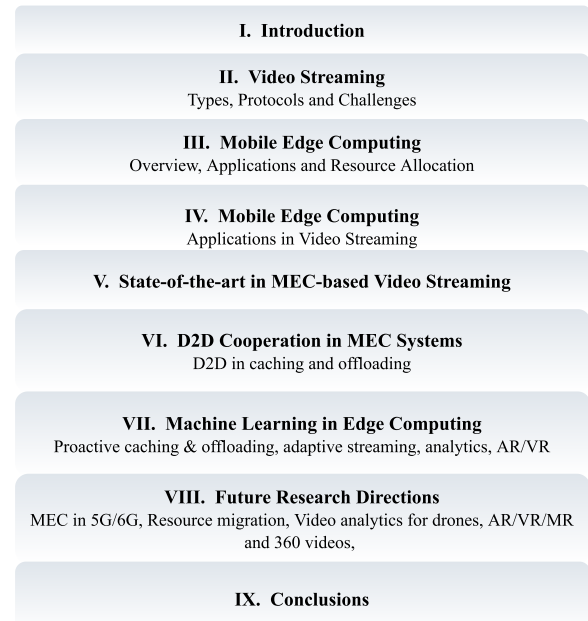 I. Introduction
II. Video Streaming
Types, Protocols and Challenges
III. Mobile Edge Computing
Overview, Applications and Resource Allocation
IV. Mobile Edge Computing
Applications in Video Streaming
V. State-of-the-art in MEC-based Video Streaming
VI. D2D Cooperation in MEC Systems
D2D in caching and offloading
VII. Machine Learning in Edge Computing
Proactive caching & offloading, adaptive streaming, analytics, AR/VR
VIII. Future Research Directions
MEC in 5G/6G, Resource migration, Video analytics for drones, AR/VR/MR
and 360 videos,
IX. Conclusions